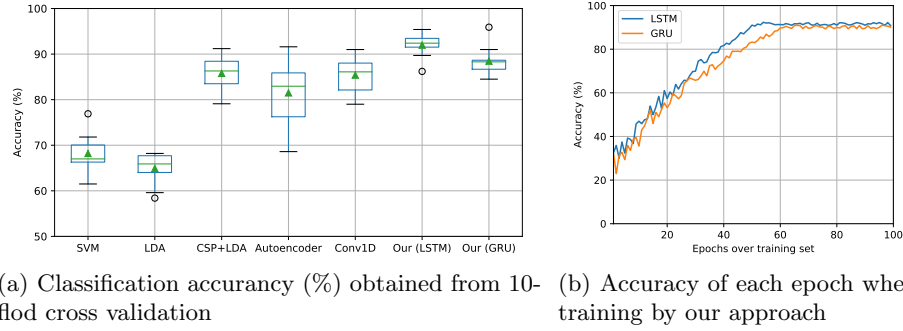 100
90
80
70
60
50
Accuracy (%)
SVM LDA CSP+LDA Autoencoder Conv1D Our (LSTM) Our (GRU)
100
80
60
40
20
0
Accuracy (%)
LSTM
GRU
20 40 60 80 100
Epochs over training set
(a) Classification accurancy (%) obtained from 10-
flod cross validation
(b) Accuracy of each epoch whe
training by our approach